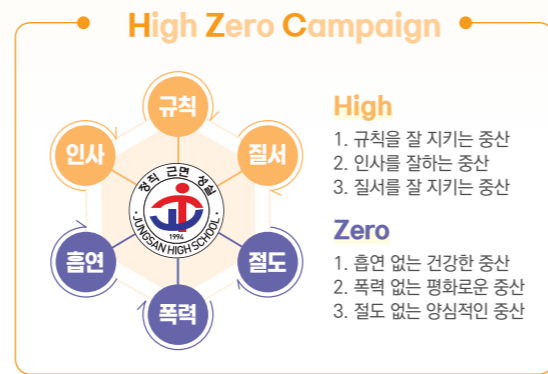 High Zero Campaign
규칙
인사
질서
정직 근면 성실
1994
·JUNGSAN HIGH SCHOOL·
흡연
절도
폭력
High
1. 규칙을 잘 지키는 중산
2. 인사를 잘하는 중산
3. 질서를 잘 지키는 중산
Zero
1. 흡연 없는 건강한 중산
2. 폭력 없는 평화로운 중산
3. 절도 없는 양심적인 중산